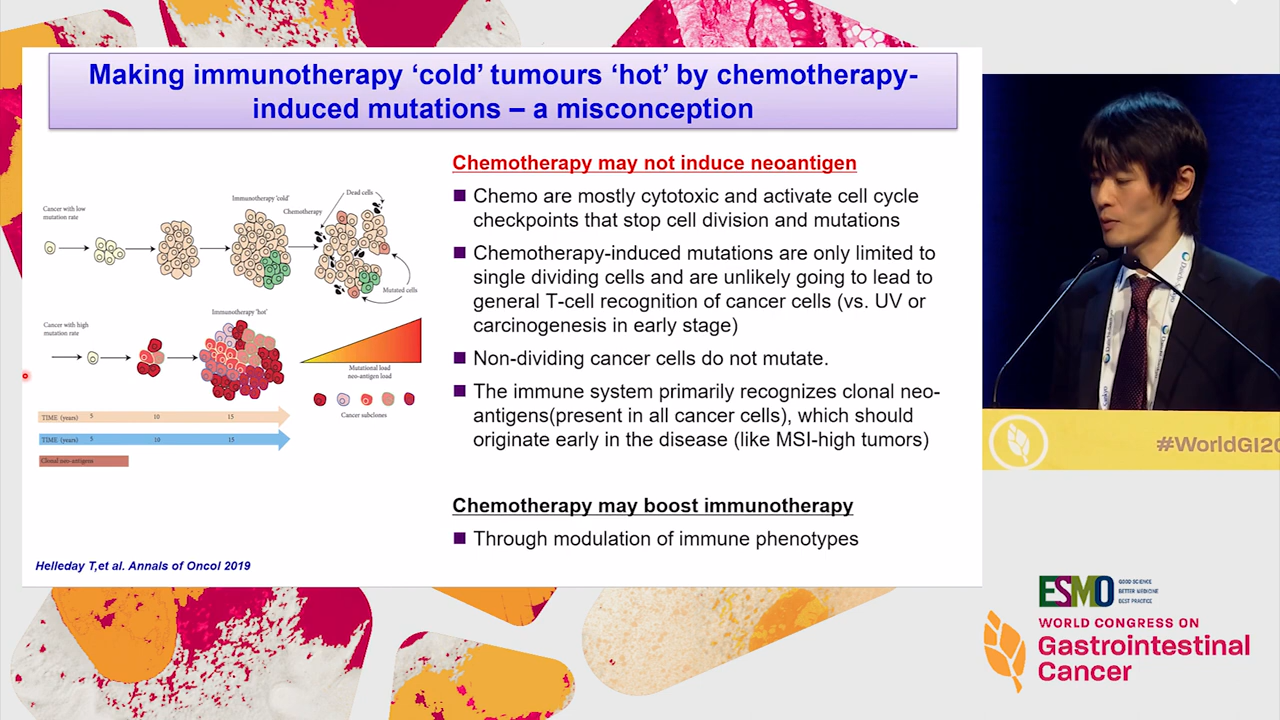 Making immunotherapy ‘cold’ tumours ‘hot’ by chemotherapy-
induced mutations – a misconception
Cancer with low
mutation rate
Immunotherapy 'cold'
Chemotherapy
Dead cells
Mutated cells
Cancer with high
mutation rate
Immunotherapy 'hot'
Mutational load
neo-antigen load
Cancer subclones
TIME (years) 5 10 15
TIME (years) 5 10 15
Clonal neo-antigens
Helleday T,et al. Annals of Oncol 2019
Chemotherapy may not induce neoantigen
Chemo are mostly cytotoxic and activate cell cycle
checkpoints that stop cell division and mutations
Chemotherapy-induced mutations are only limited to
single dividing cells and are unlikely going to lead to
general T-cell recognition of cancer cells (vs. UV or
carcinogenesis in early stage)
Non-dividing cancer cells do not mutate.
The immune system primarily recognizes clonal neo-
antigens(present in all cancer cells), which should
originate early in the disease (like MSI-high tumors)
Chemotherapy may boost immunotherapy
Through modulation of immune phenotypes
#WorldGI20
ESMO
GOOD SCIENCE
BETTER MEDICINE
BEST PRACTICE
WORLD CONGRESS ON
Gastrointestinal
Cancer